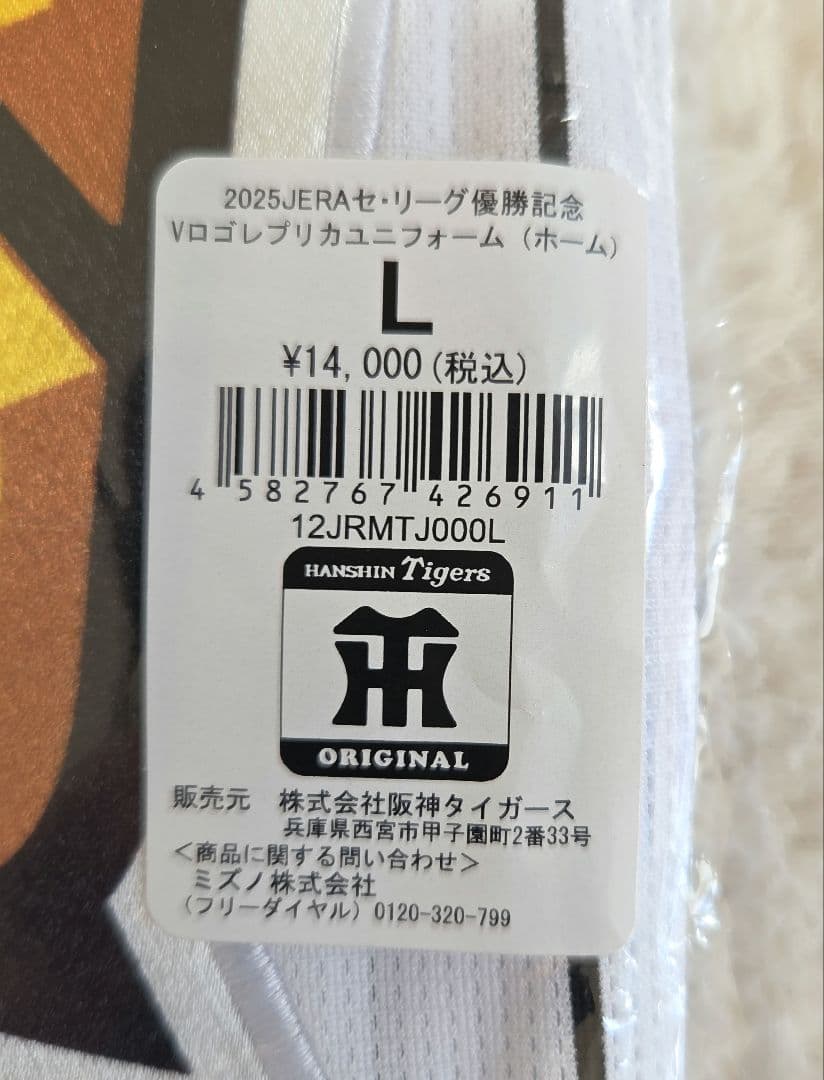 2025JERAセ・リーグ優勝記念
Vロゴレプリカユニフォーム（ホーム）
L
¥14,000(税込)
4 582767 426911
12JRMTJ000L
HANSHIN Tigers
TH
ORIGINAL
販売元 株式会社阪神タイガース
兵庫県西宮市甲子園町2番33号
＜商品に関する問い合わせ＞
ミズノ株式会社
（フリーダイヤル）0120-320-799